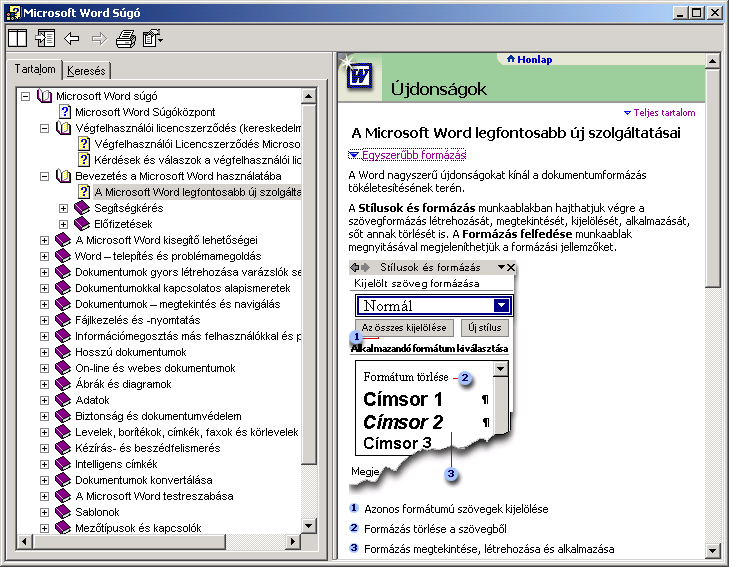 Microsoft Word Súgó
Tartalom
Keresés
Microsoft Word súgó
Microsoft Word Súgóközpont
Végfelhasználói licencszerződés (kereskedelm
Végfelhasználói Licencszerződés Microso
Kérdések és válaszok a végfelhasználói lic
Bevezetés a Microsoft Word használatába
A Microsoft Word legfontosabb új szolgálta
Segítségkérés
Előfizetések
A Microsoft Word kisegítő lehetőségei
Word – telepítés és problémamegoldás
Dokumentumok gyors létrehozása varázslók se
Dokumentumokkal kapcsolatos alapismeretek
Dokumentumok – megtekintés és navigálás
Fájlkezelés és -nyomtatás
Információmegosztás más felhasználókkal és p
Hosszú dokumentumok
On-line és webes dokumentumok
Ábrák és diagramok
Adatok
Biztonság és dokumentumvédelem
Levelek, borítékok, címkék, faxok és körlevelek
Kézírás- és beszédfelismerés
Intelligens címkék
Dokumentumok konvertálása
A Microsoft Word testreszabása
Sablonok
Mezőtípusok és kapcsolók
Honlap
W
Újdonságok
Teljes tartalom
A Microsoft Word legfontosabb új szolgáltatásai
Egyszerűbb formázás
A Word nagyszerű újdonságokat kínál a dokumentumformázás
tökéletesítésének terén.
A Stílusok és formázás munkaablakban hajthatjuk végre a
szövegformázás létrehozását, megtekintését, kijelölését, alkalmazását,
sőt annak törlését is. A Formázás felfedése munkaablak
megnyitásával megjeleníthetjük a formázási jellemzőket.
Stílusok és formázás
Kijelölt szöveg formázása
Normál
Az összes kijelölése
Új stílus
1
Alkalmazandó formátum kiválasztása
Formátum törlése
2
Címsor 1 ¶
Címsor 2 ¶
Címsor 3
Megje
3
1 Azonos formátumú szövegek kijelölése
2 Formázás törlése a szövegből
3 Formázás megtekintése, létrehozása és alkalmazása